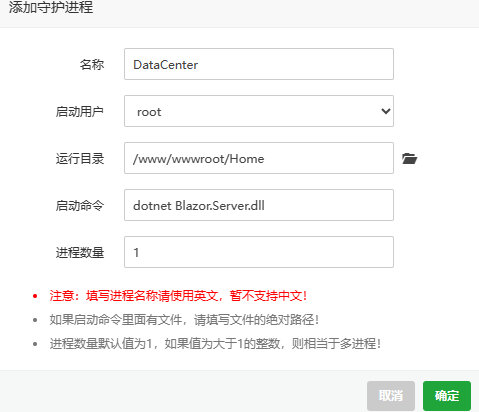 添加守护进程
名称 DataCenter
启动用户 root
运行目录 /www/wwwroot/Home
启动命令 dotnet Blazor.Server.dll
进程数量 1
注意：填写进程名称请使用英文，暂不支持中文！
如果启动命令里面有文件，请填写文件的绝对路径！
进程数量默认值为1，如果值为大于1的整数，则相当于多进程！
取消 确定